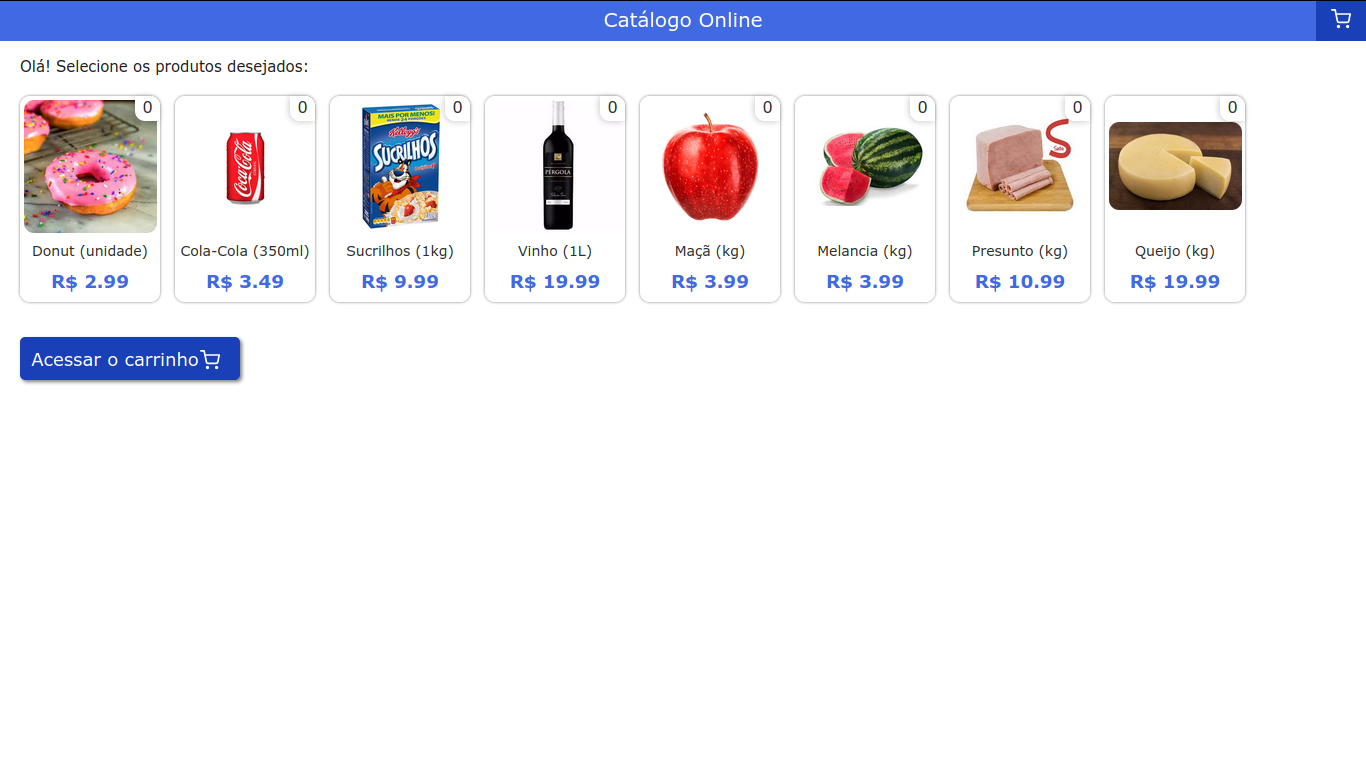 Catálogo Online
Olá! Selecione os produtos desejados:
0 0 0 0 0 0 0 0
MAIS POR MENOS!
Kellogg's
SUCRILHOS
Coca-Cola
PÉRGOLA
Donut (unidade) Cola-Cola (350ml) Sucrilhos (1kg) Vinho (1L) Maçã (kg) Melancia (kg) Presunto (kg) Queijo (kg)
R$ 2.99 R$ 3.49 R$ 9.99 R$ 19.99 R$ 3.99 R$ 3.99 R$ 10.99 R$ 19.99
Acessar o carrinho